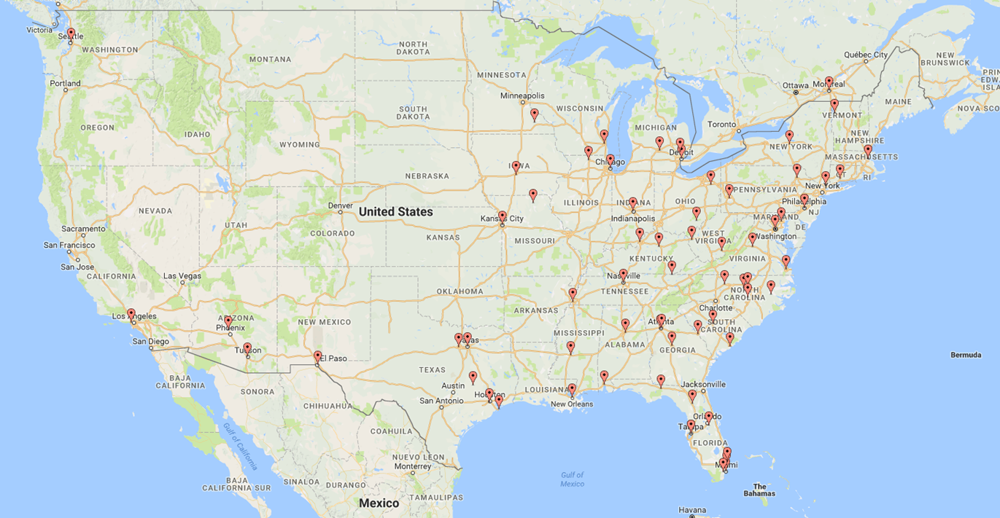 Québec City
NEW
BRUNSWICK
Victoria
Seattle
WASHINGTON
NORTH
DAKOTA
MONTANA
MINNESOTA
PRIN
EDW
ISLA
Ottawa
Montreal
Portland
Minneapolis
MAINE
NOVA SCO
WISCONSIN
SOUTH
DAKOTA
VERMONT
OREGON
MICHIGAN
Toronto
IDAHO
NEW
HAMPSHIRE
WYOMING
NEW YORK
Detroit
MASSACHUSETTS
Chicago
IOWA
NEBRASKA
CT
RI
New York
PENNSYLVANIA
NEVADA
Denver
United States
ILLINOIS
INDIANA
OHIO
Philadelphia
NJ
UTAH
Kansas City
Indianapolis
MARYLAND
DE
Sacramento
COLORADO
KANSAS
MISSOURI
WEST
VIRGINIA
Washington
San Francisco
San Jose
KENTUCKY
VIRGINIA
CALIFORNIA
Las Vegas
Nashville
OKLAHOMA
TENNESSEE
NORTH
CAROLINA
Charlotte
ARKANSAS
Los Angeles
ARIZONA
Phoenix
NEW MEXICO
Atlanta
SOUTH
CAROLINA
MISSISSIPPI
San Diego
Dallas
ALABAMA
GEORGIA
Tucson
El Paso
Bermuda
TEXAS
BAJA
CALIFORNIA
SONORA
Austin
Houston
LOUISIANA
Jacksonville
San Antonio
New Orleans
CHIHUAHUA
Orlando
Tampa
COAHUILA
FLORIDA
Gulf of California
NUEVO LEON
Monterrey
Miami
Gulf of
Mexico
BAJA
CALIFORNIA SUR
SINALOA
DURANGO
The
Bahamas
TAMAULIPAS
Mexico
Havana